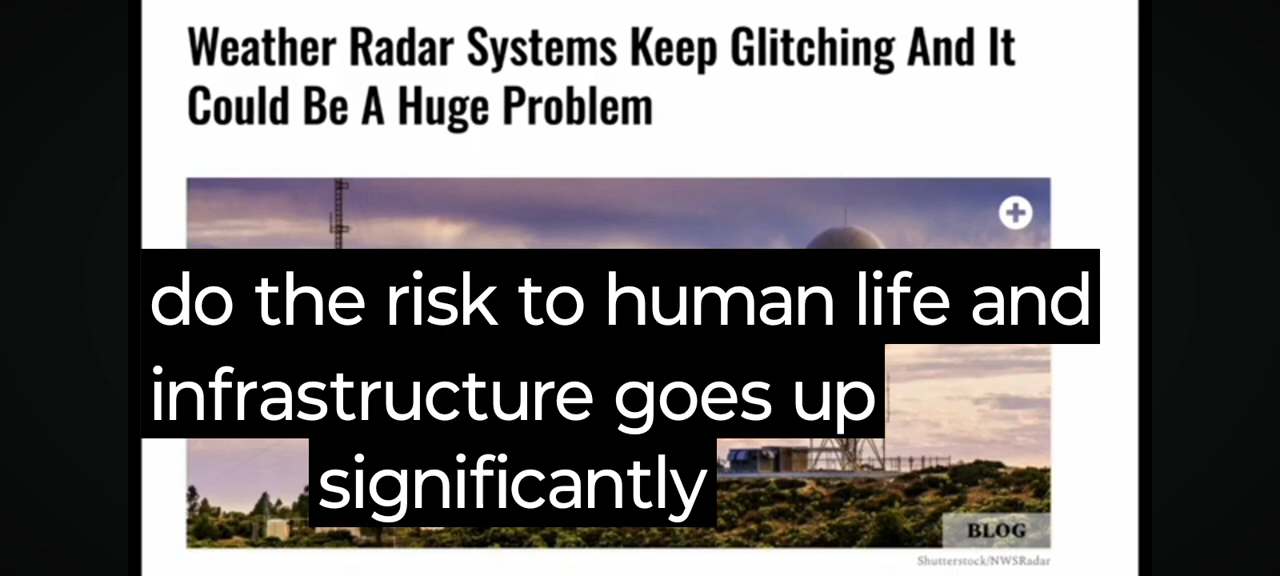 Weather Radar Systems Keep Glitching And It
Could Be A Huge Problem
do the risk to human life and
infrastructure goes up
significantly
BLOG
Shutterstock/NWSRadar